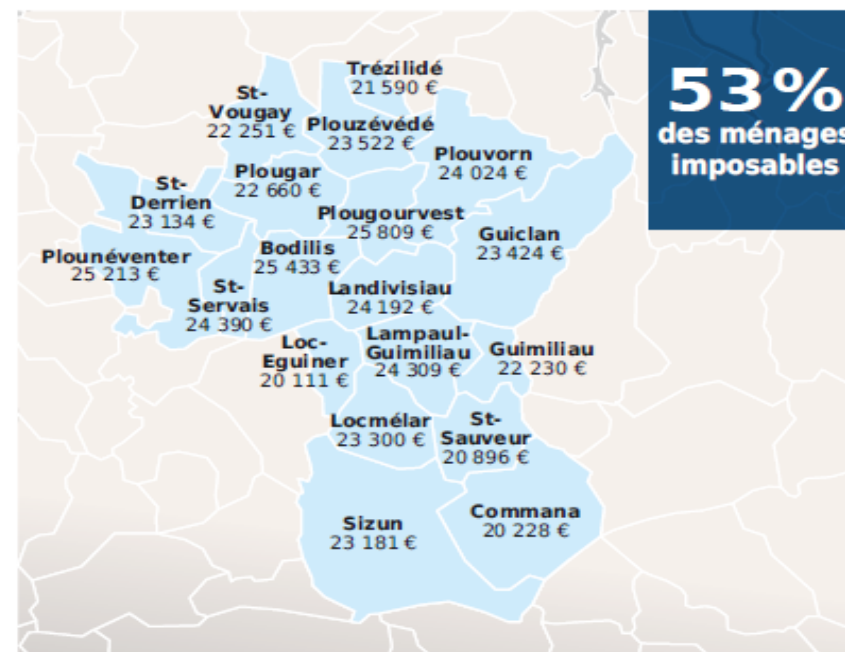 Trézilidé
21 590 €
St-
Vougay
22 251 €
Plouzévédé
23 522 €
Plouvorn
24 024 €
53%
des ménages
imposables
Plougar
22 660 €
St-
Derrien
23 134 €
Plougourvest
25 809 €
Guiclan
23 424 €
Bodilis
25 433 €
Plounéventer
25 213 €
St-
Servais
24 390 €
Landivisiau
24 192 €
Loc-
Eguiner
20 111 €
Lampaul-
Guimiliau
24 309 €
Guimiliau
22 230 €
Locmélar
23 300 €
St-
Sauveur
20 896 €
Sizun
23 181 €
Commana
20 228 €